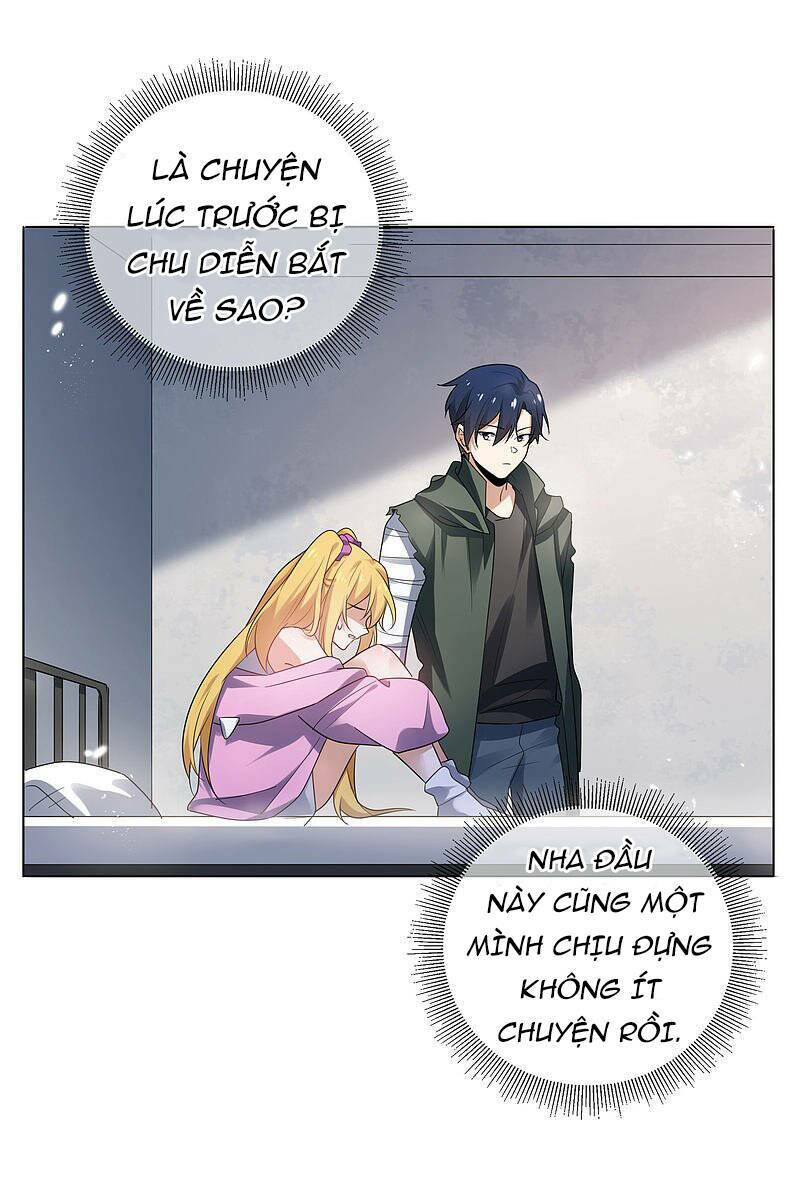 LÀ CHUYỆN
LÚC TRƯỚC BỊ
CHU DIỄN BẮT
VỀ SAO?
NHA ĐẦU
NÀY CŨNG MỘT
MÌNH CHỊU ĐỰNG
KHÔNG ÍT
CHUYỆN RỒI.